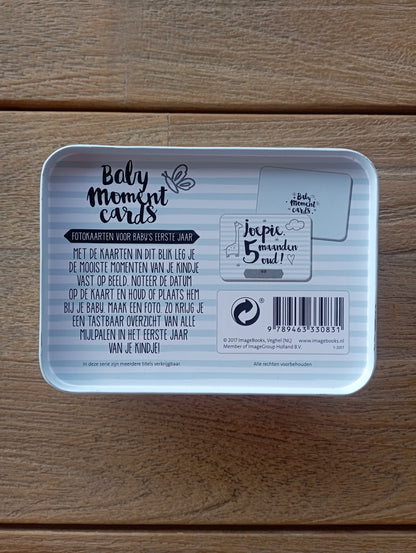 Baby
Moment
cards
FOTOKAARTEN VOOR BABY'S EERSTE JAAR
MET DE KAARTEN IN DIT BLIK LEG JE
DE MOOISTE MOMENTEN VAN JE KINDJE
VAST OP BEELD. NOTEER DE DATUM
OP DE KAART EN HOUD OF PLAATS HEM
BIJ JE BABY. MAAK EEN FOTO. ZO KRIJG JE
EEN TASTBAAR OVERZICHT VAN ALLE
MIJLPALEN IN HET EERSTE JAAR
VAN JE KINDJE!
In deze serie zijn meerdere titels verkrijgbaar.
Baby
Moment
cards
Joepie,
5 maanden
oud!
9 789463 330831
© 2017 ImageBooks, Veghel (NL)
www.imagebooks.nl
Member of ImageGroup Holland B.V.
1-2017
Alle rechten voorbehouden